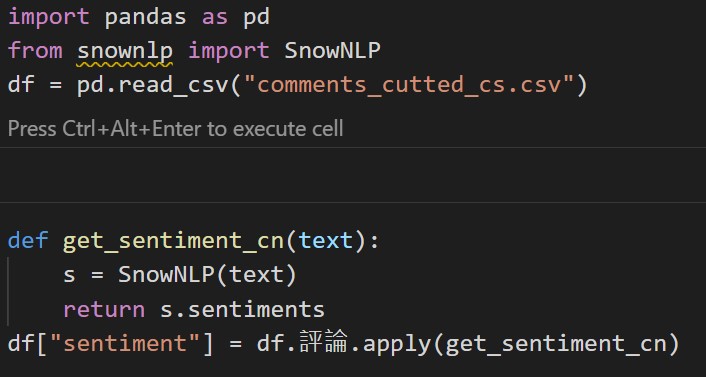 import pandas as pd
from snownlp import SnowNLP
df = pd.read_csv("comments_cutted_cs.csv")
Press Ctrl+Alt+Enter to execute cell
def get_sentiment_cn(text):
    s = SnowNLP(text)
    return s.sentiments
df["sentiment"] = df.評論.apply(get_sentiment_cn)